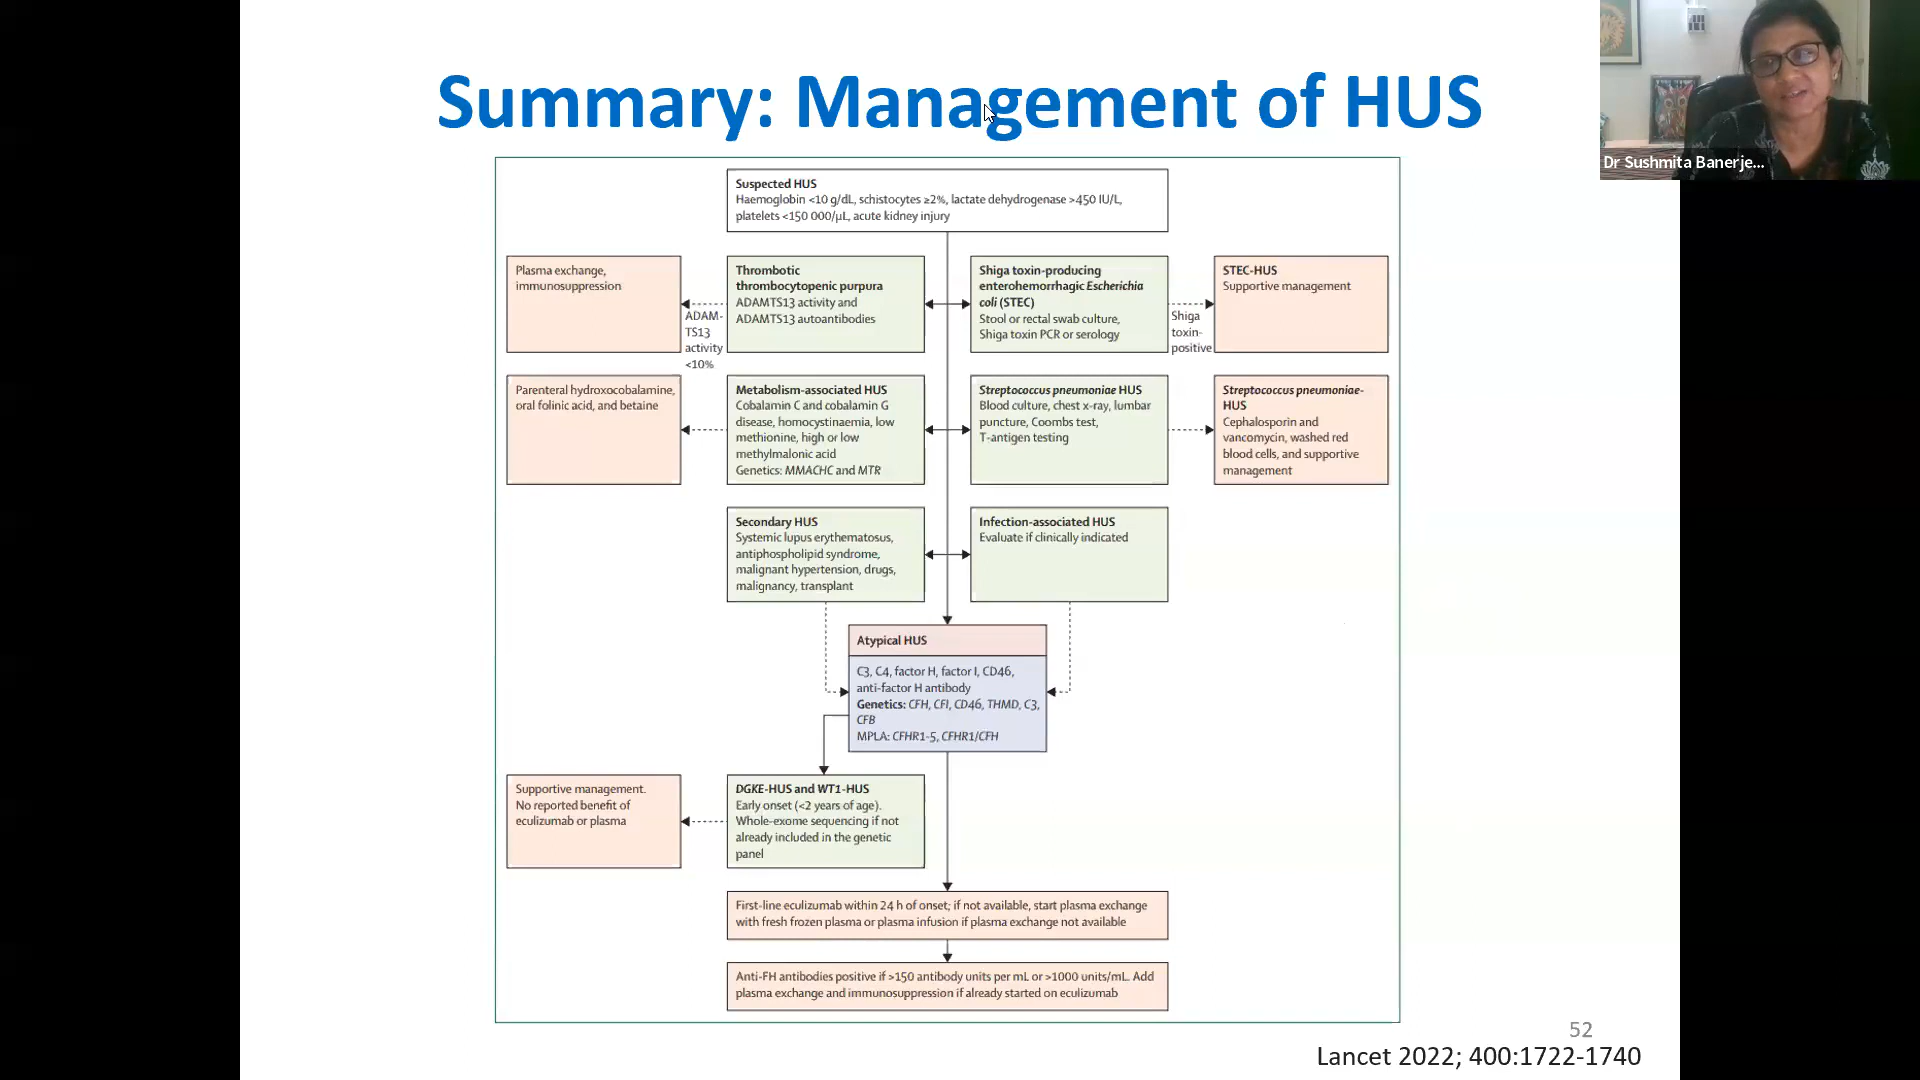 Summary: Management of HUS
Dr Sushmita Banerje...
Suspected HUS
Haemoglobin <10 g/dL, schistocytes ≥2%, lactate dehydrogenase >450 IU/L,
platelets <150 000/µL, acute kidney injury
Plasma exchange,
immunosuppression
ADAM-
TS13
activity
<10%
Thrombotic
thrombocytopenic purpura
ADAMTS13 activity and
ADAMTS13 autoantibodies
Shiga toxin-producing
enterohemorrhagic Escherichia
coli (STEC)
Stool or rectal swab culture,
Shiga toxin PCR or serology
Shiga
toxin-
positive
STEC-HUS
Supportive management
Parenteral hydroxocobalamine,
oral folinic acid, and betaine
Metabolism-associated HUS
Cobalamin C and cobalamin G
disease, homocystinaemia, low
methionine, high or low
methylmalonic acid
Genetics: MMACHC and MTR
Streptococcus pneumoniae HUS
Blood culture, chest x-ray, lumbar
puncture, Coombs test,
T-antigen testing
Streptococcus pneumoniae-
HUS
Cephalosporin and
vancomycin, washed red
blood cells, and supportive
management
Secondary HUS
Systemic lupus erythematosus,
antiphospholipid syndrome,
malignant hypertension, drugs,
malignancy, transplant
Infection-associated HUS
Evaluate if clinically indicated
Atypical HUS
C3, C4, factor H, factor I, CD46,
anti-factor H antibody
Genetics: CFH, CFI, CD46, THMD, C3,
CFB
MPLA: CFHR1-5, CFHR1/CFH
Supportive management.
No reported benefit of
eculizumab or plasma
DGKE-HUS and WT1-HUS
Early onset (<2 years of age).
Whole-exome sequencing if not
already included in the genetic
panel
First-line eculizumab within 24 h of onset; if not available, start plasma exchange
with fresh frozen plasma or plasma infusion if plasma exchange not available
Anti-FH antibodies positive if >150 antibody units per mL or >1000 units/mL. Add
plasma exchange and immunosuppression if already started on eculizumab
52
Lancet 2022; 400:1722-1740